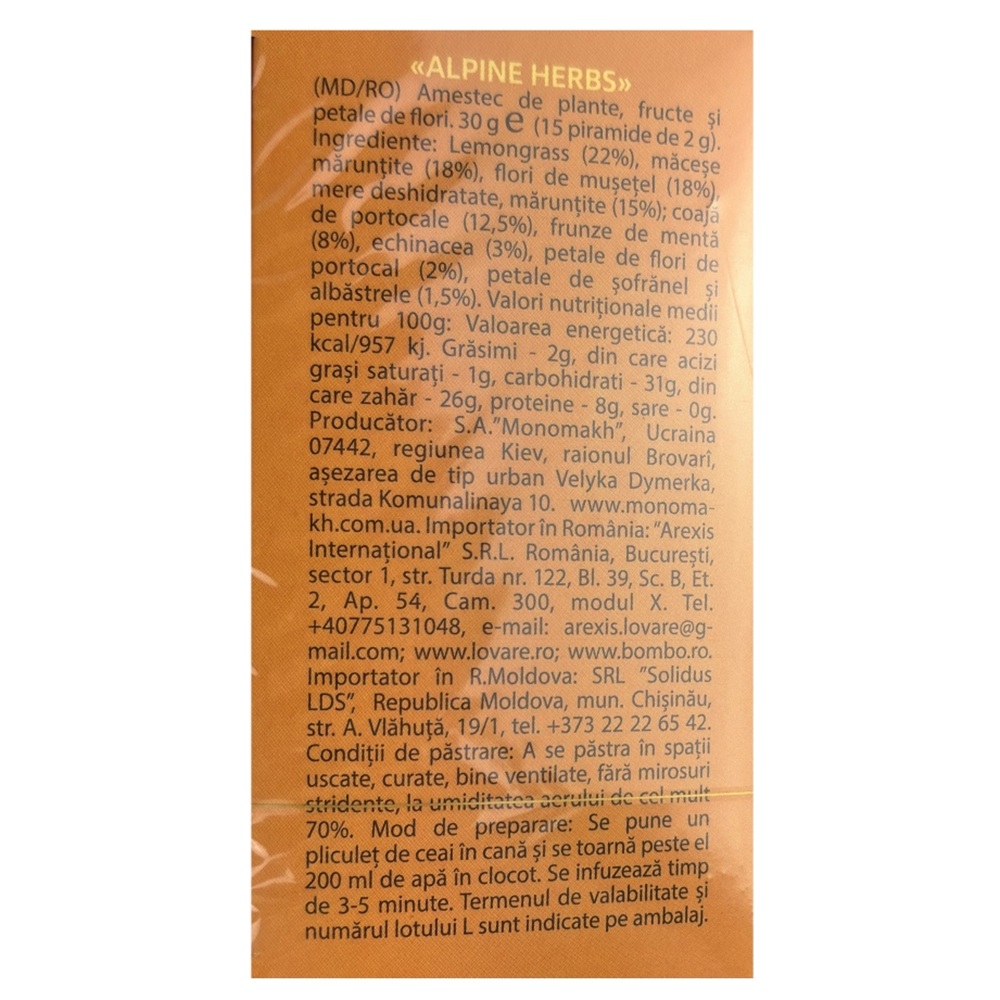 «ALPINE HERBS»
(MD/RO) Amestec de plante, fructe și
petale de flori. 30 g e (15 piramide de 2 g).
Ingrediente: Lemongrass (22%), măceșe
mărunțite (18%), flori de mușețel (18%),
mere deshidratate, mărunțite (15%); coajă
de portocale (12,5%), frunze de mentă
(8%), echinacea (3%), petale de flori de
portocal (2%), petale de șofrănel și
albăstrele (1,5%). Valori nutriționale medii
pentru 100g: Valoarea energetică: 230
kcal/957 kj. Grăsimi - 2g, din care acizi
grași saturați - 1g, carbohidrati - 31g, din
care zahăr - 26g, proteine - 8g, sare - 0g.
Producător: S.A."Monomakh", Ucraina
07442, regiunea Kiev, raionul Brovarî,
așezarea de tip urban Velyka Dymerka,
strada Komunalinaya 10. www.monoma-
kh.com.ua. Importator în România: "Arexis
Internațional" S.R.L. România, București,
sector 1, str. Turda nr. 122, Bl. 39, Sc. B, Et.
2, Ap. 54, Cam. 300, modul X. Tel.
+40775131048, e-mail: arexis.lovare@g-
mail.com; www.lovare.ro; www.bombo.ro.
Importator în R.Moldova: SRL "Solidus
LDS", Republica Moldova, mun. Chișinău,
str. A. Vlăhuță, 19/1, tel. +373 22 22 65 42.
Condiții de păstrare: A se păstra în spații
uscate, curate, bine ventilate, fără mirosuri
stridente, la umiditatea aerului de cel mult
70%. Mod de preparare: Se pune un
pliculeț de ceai în cană și se toarnă peste el
200 ml de apă în clocot. Se infuzează timp
de 3-5 minute. Termenul de valabilitate și
numărul lotului L sunt indicate pe ambalaj.